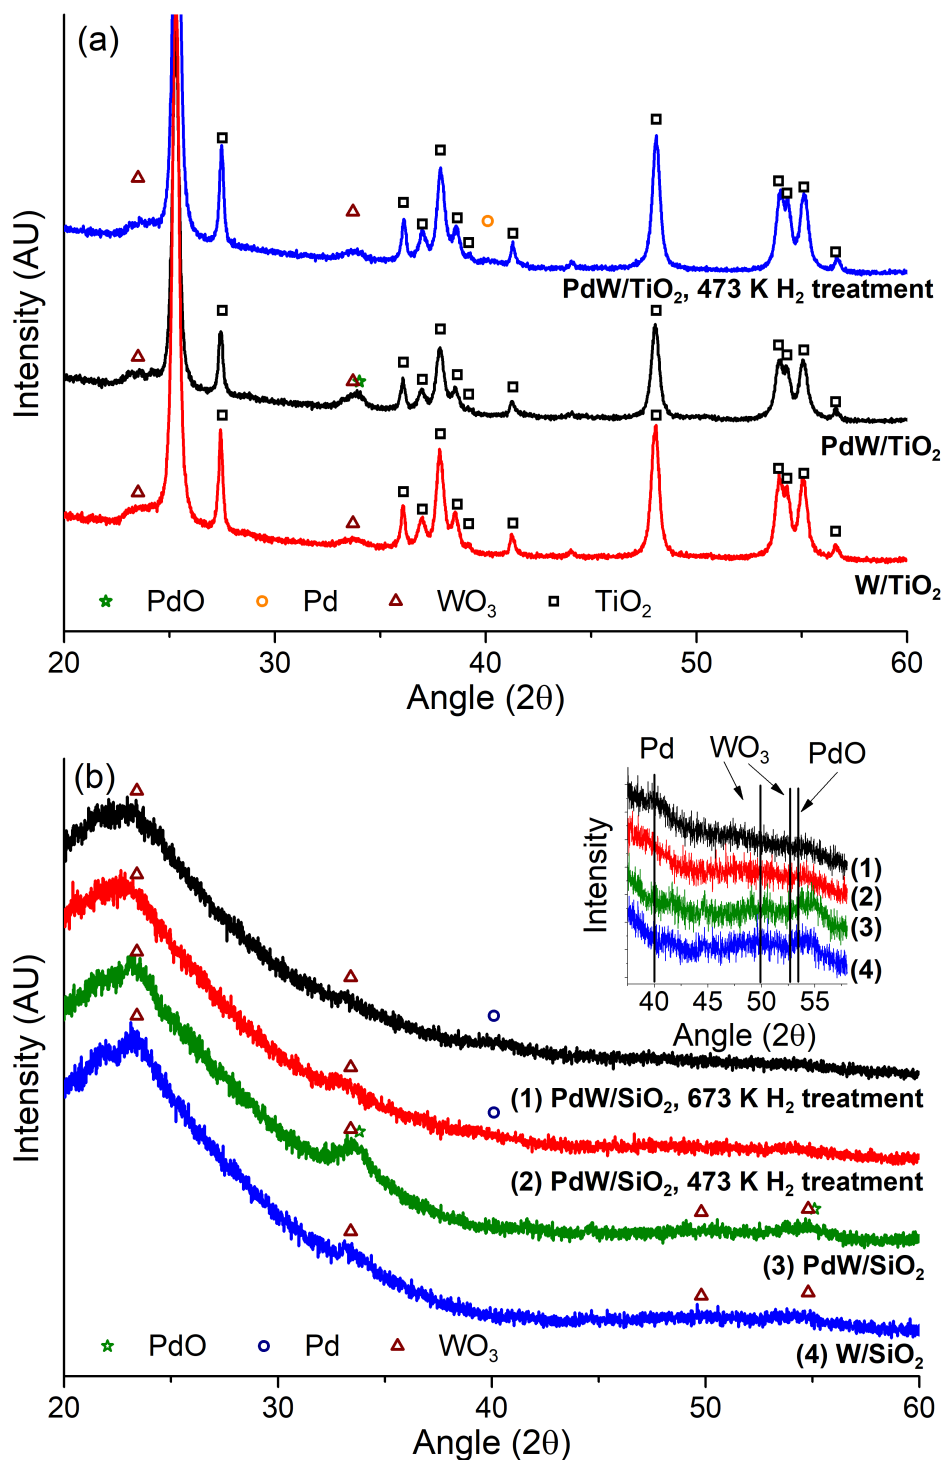 (a)
Intensity (AU)
PdW/TiO₂, 473 K H₂ treatment
PdW/TiO₂
W/TiO₂
PdO Pd WO₃ TiO₂
20 30 40 50 60
Angle (2θ)
(b)
Intensity (AU)
Pd WO₃ PdO
Intensity
(1)
(2)
(3)
(4)
40 45 50 55
Angle (2θ)
(1) PdW/SiO₂, 673 K H₂ treatment
(2) PdW/SiO₂, 473 K H₂ treatment
(3) PdW/SiO₂
(4) W/SiO₂
PdO Pd WO₃
20 30 40 50 60
Angle (2θ)